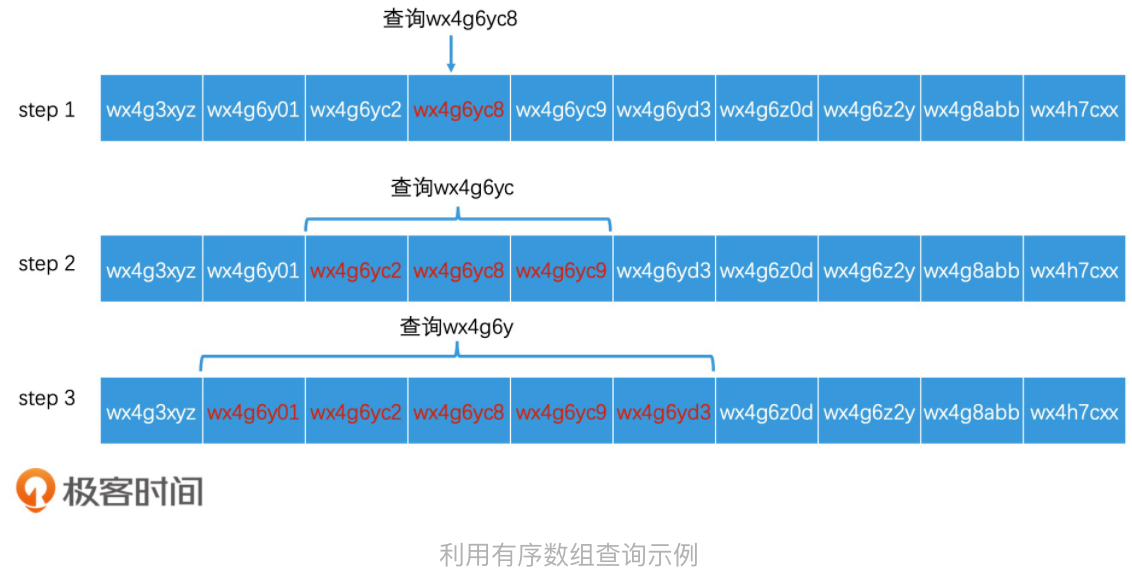 查询wx4g6yc8
step 1 wx4g3xyz wx4g6y01 wx4g6yc2 wx4g6yc8 wx4g6yc9 wx4g6yd3 wx4g6z0d wx4g6z2y wx4g8abb wx4h7cxx
查询wx4g6yc
step 2 wx4g3xyz wx4g6y01 wx4g6yc2 wx4g6yc8 wx4g6yc9 wx4g6yd3 wx4g6z0d wx4g6z2y wx4g8abb wx4h7cxx
查询wx4g6y
step 3 wx4g3xyz wx4g6y01 wx4g6yc2 wx4g6yc8 wx4g6yc9 wx4g6yd3 wx4g6z0d wx4g6z2y wx4g8abb wx4h7cxx
极客时间
利用有序数组查询示例